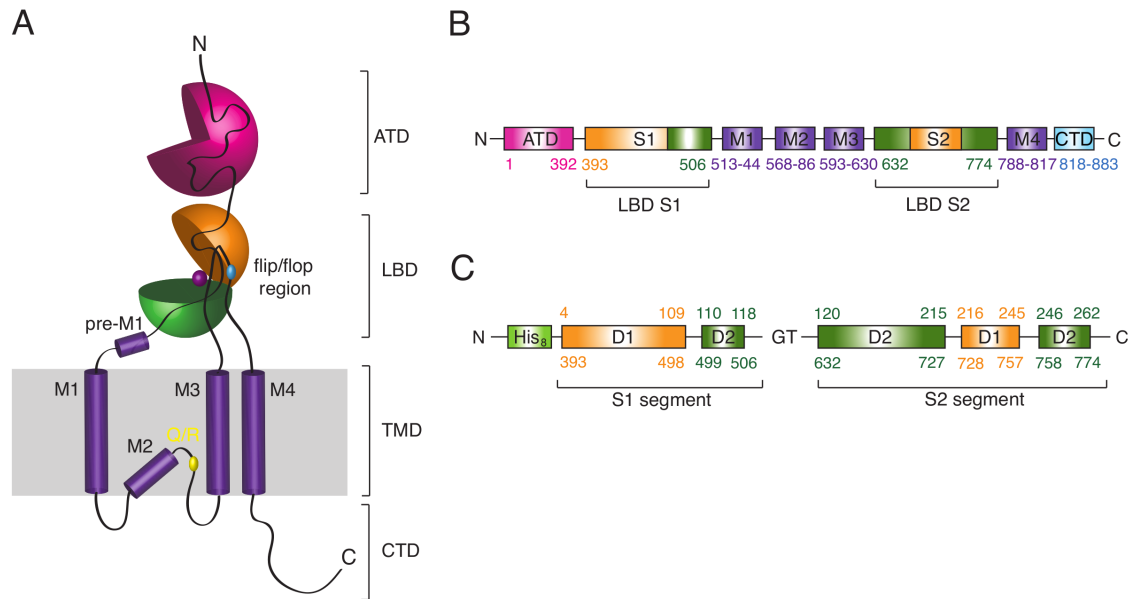 A
N
ATD
LBD
flip/flop
region
pre-M1
M1
M3
M4
M2
Q/R
TMD
C
CTD
B
N ATD S1 M1 M2 M3 S2 M4 CTD C
1 392 393 506 513-44 568-86 593-630 632 774 788-817 818-883
LBD S1 LBD S2
C
4 109 110 118 120 215 216 245 246 262
N His8 D1 D2 GT D2 D1 D2 C
393 498 499 506 632 727 728 757 758 774
S1 segment S2 segment